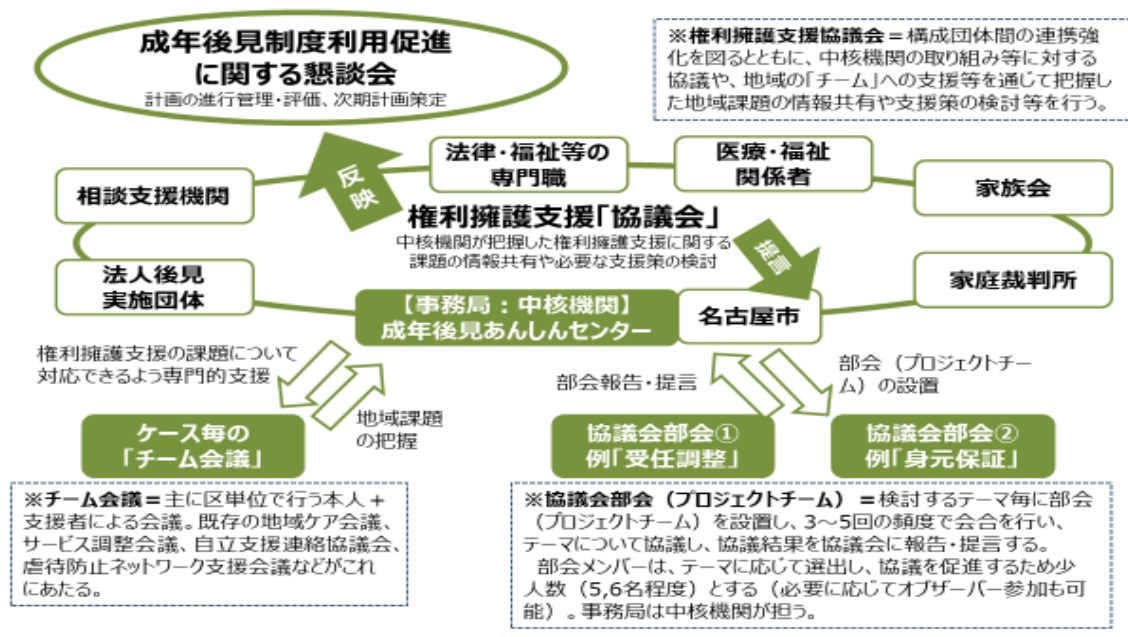 成年後見制度利用促進
に関する懇談会
計画の進行管理・評価、次期計画策定
※権利擁護支援協議会＝構成団体間の連携強
化を図るとともに、中核機関の取り組み等に対する
協議や、地域の「チーム」への支援等を通じて把握し
た地域課題の情報共有や支援策の検討等を行う。
相談支援機関
反映
法律・福祉等の
専門職
医療・福祉
関係者
家族会
権利擁護支援「協議会」
中核機関が把握した権利擁護支援に関する
課題の情報共有や必要な支援策の検討
提言
法人後見
実施団体
【事務局：中核機関】
成年後見あんしんセンター
名古屋市
家庭裁判所
権利擁護支援の課題について
対応できるよう専門的支援
地域課題
の把握
部会報告・提言
部会（プロジェクトチー
ム）の設置
ケース毎の
「チーム会議」
協議会部会①
例「受任調整」
協議会部会②
例「身元保証」
※チーム会議＝主に区単位で行う本人＋
支援者による会議。既存の地域ケア会議、
サービス調整会議、自立支援連絡協議会、
虐待防止ネットワーク支援会議などがこれ
にあたる。
※協議会部会（プロジェクトチーム）＝検討するテーマ毎に部会
（プロジェクトチーム）を設置し、3～5回の頻度で会合を行い、
テーマについて協議し、協議結果を協議会に報告・提言する。
部会メンバーは、テーマに応じて選出し、協議を促進するため少
人数（5,6名程度）とする（必要に応じてオブザーバー参加も可
能）。事務局は中核機関が担う。